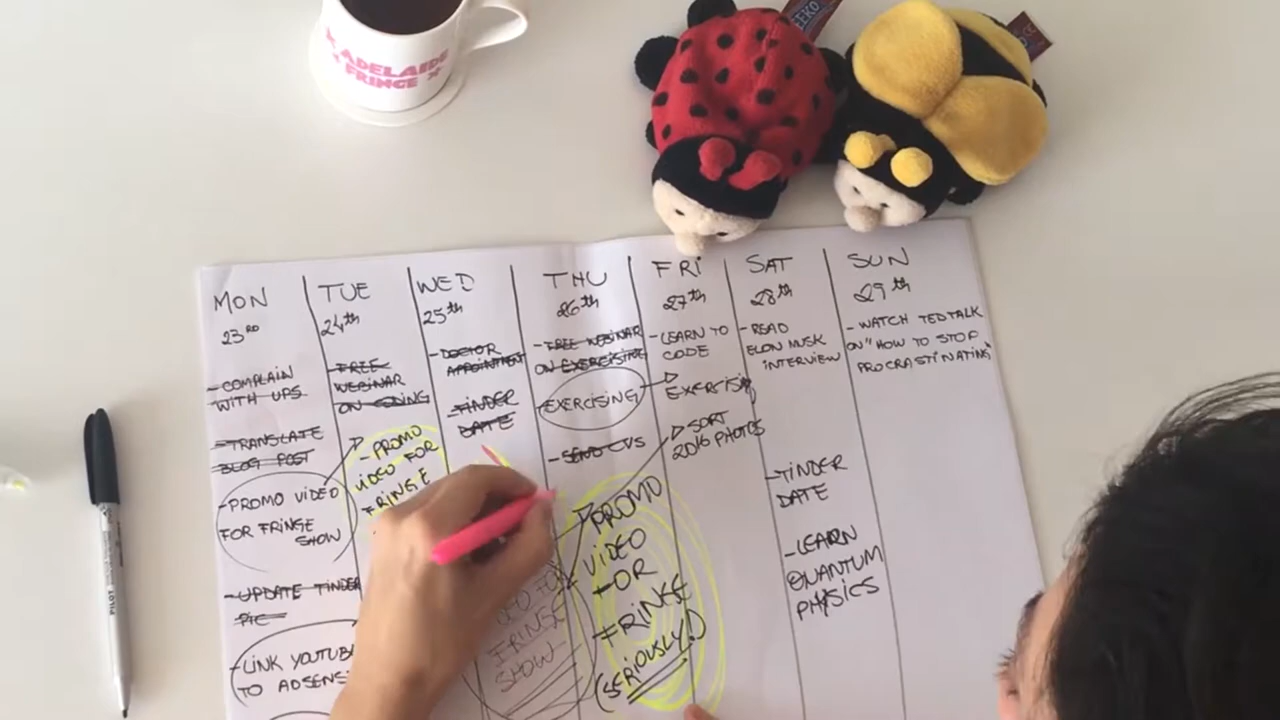 ADELAIDE
FRINGE
MON
23RD
- COMPLAIN
WITH UPS
- TRANSLATE
BLOG POST
- PROMO VIDEO
FOR FRINGE
SHOW
- UPDATE TINDER
PIC
- LINK YOUTUBE
TO ADSENS
TUE
24th
- FREE
WEBINAR
ON CODING
- PROMO
VIDEO FOR
FRINGE
WED
25th
- DOCTOR
APPOINTMENT
- TINDER
DATE
FRINGE
SHOW
THU
26th
- FREE WEBINAR
ON EXERCISING
- EXERCISING
- SEND CVS
PROMO
VIDEO
FOR
FRINGE
(SERIOUSLY!)
FRI
27th
- LEARN TO
CODE
EXERCISING
SORT
2016 PHOTOS
SAT
28th
- READ
ELON MUSK
INTERVIEW
- TINDER
DATE
- LEARN
QUANTUM
PHYSICS
SUN
29th
- WATCH TED TALK
ON "HOW TO STOP
PROCRASTINATING"
PILOT